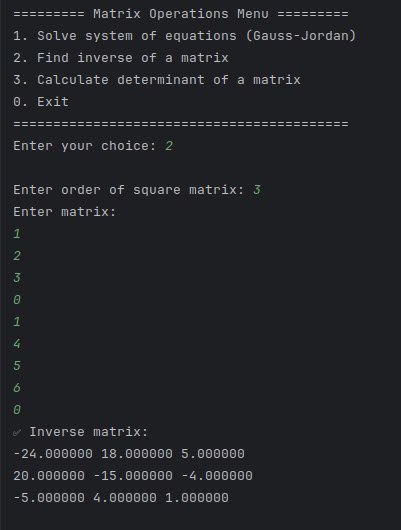 ========= Matrix Operations Menu =========
1. Solve system of equations (Gauss-Jordan)
2. Find inverse of a matrix
3. Calculate determinant of a matrix
0. Exit
==========================================
Enter your choice: 2
Enter order of square matrix: 3
Enter matrix:
1
2
3
0
1
4
5
6
0
✅ Inverse matrix:
-24.000000 18.000000 5.000000
20.000000 -15.000000 -4.000000
-5.000000 4.000000 1.000000